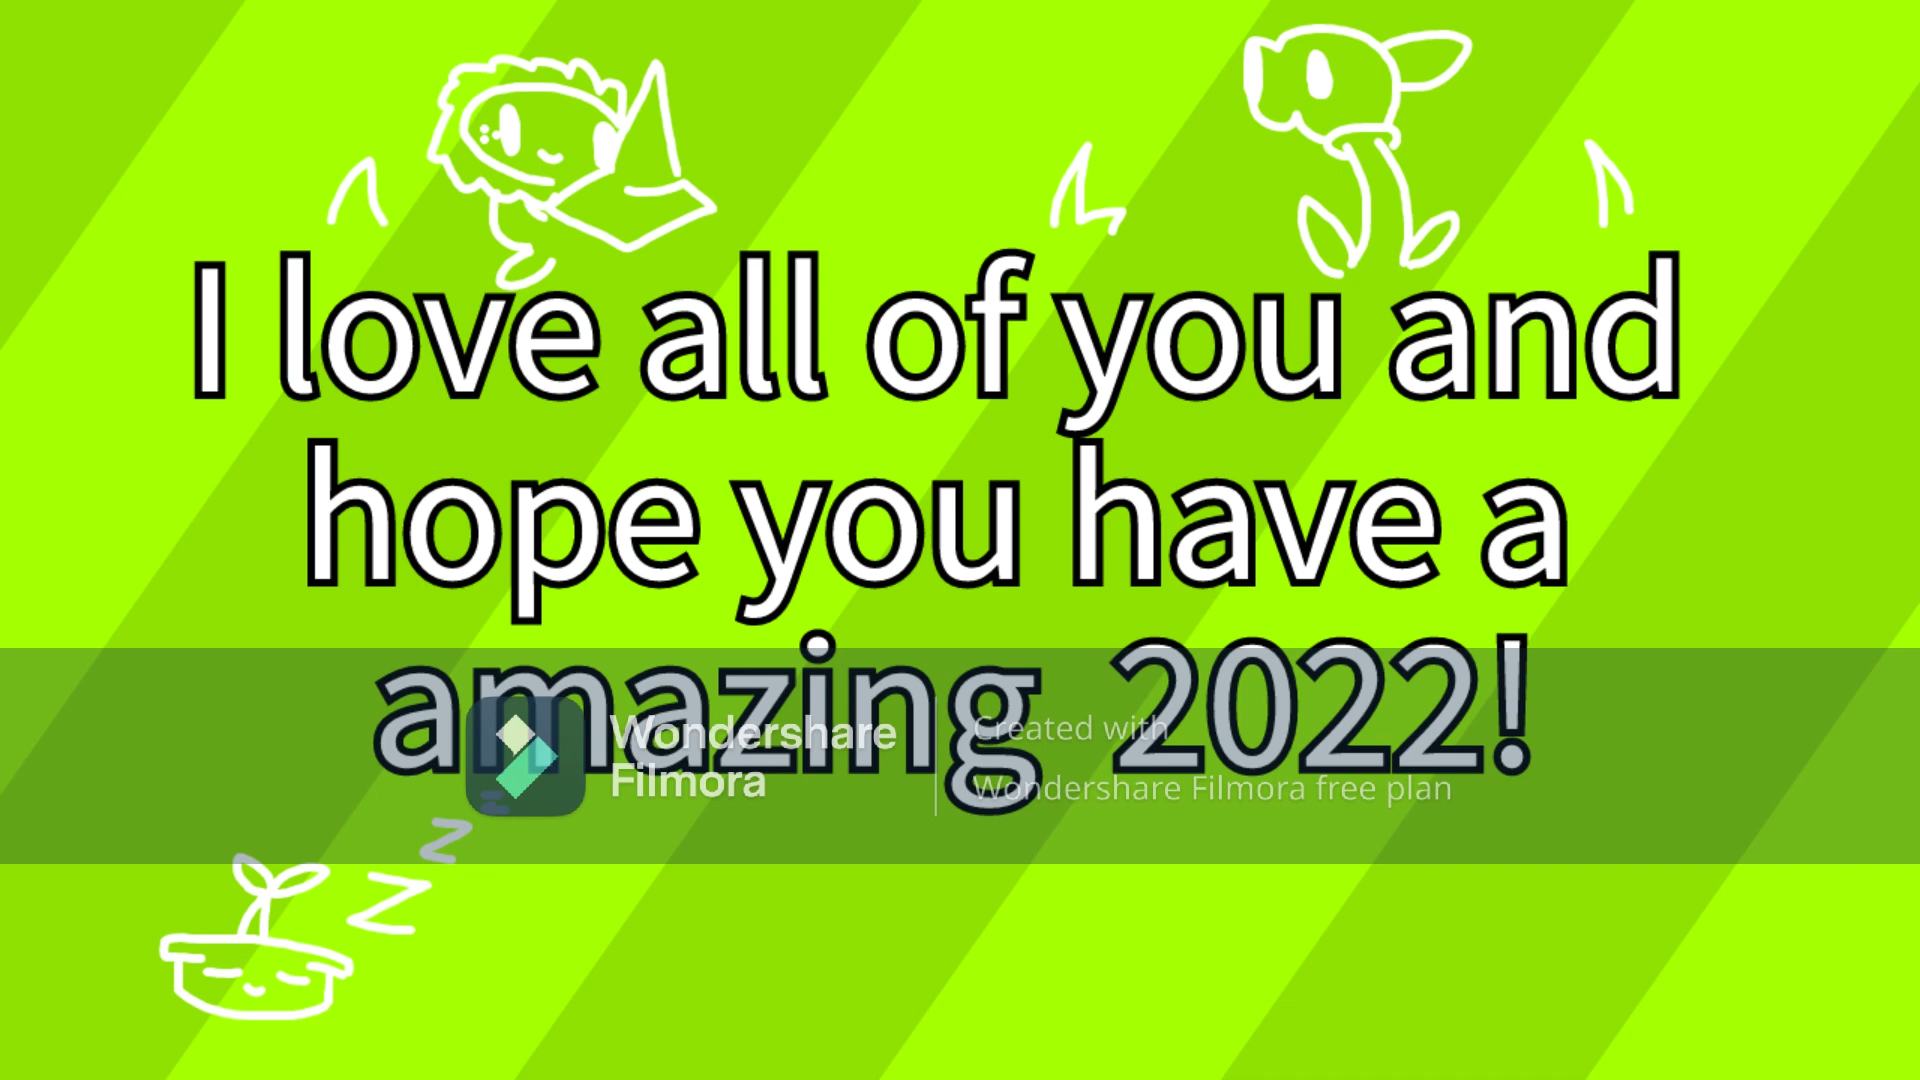 I love all of you and
hope you have a
amazing 2022!
Wondershare
Filmora
Created with
Wondershare Filmora free plan
z
z